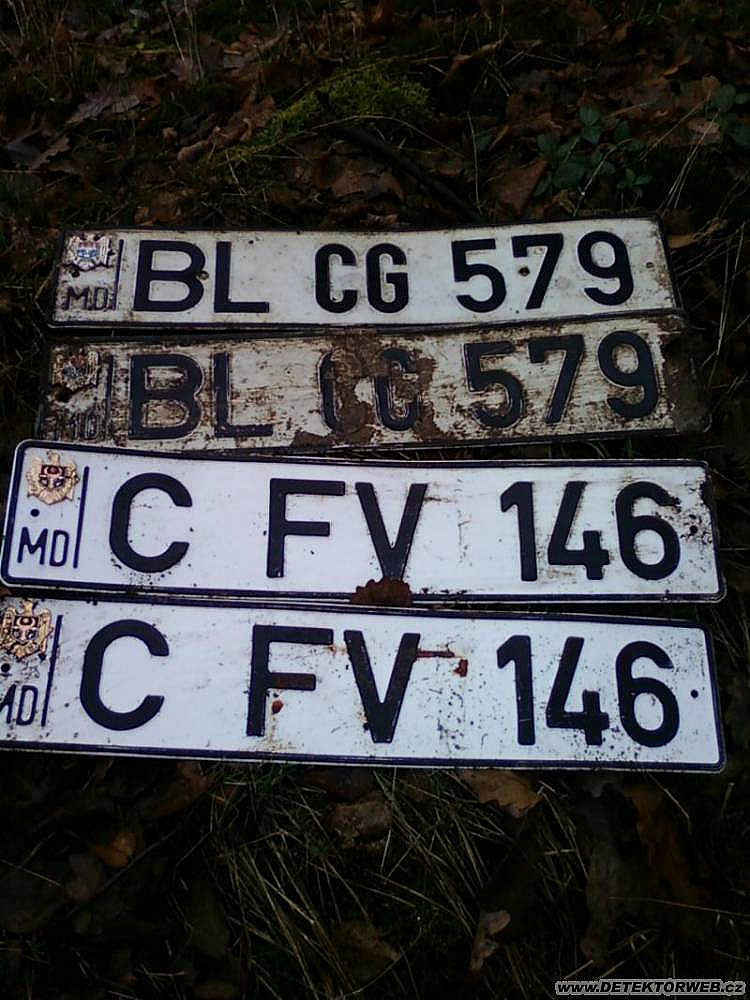 MD BL CG 579
MD BL CG 579
MD C FV 146
MD C FV 146
www.DETEKTORWEB.cz